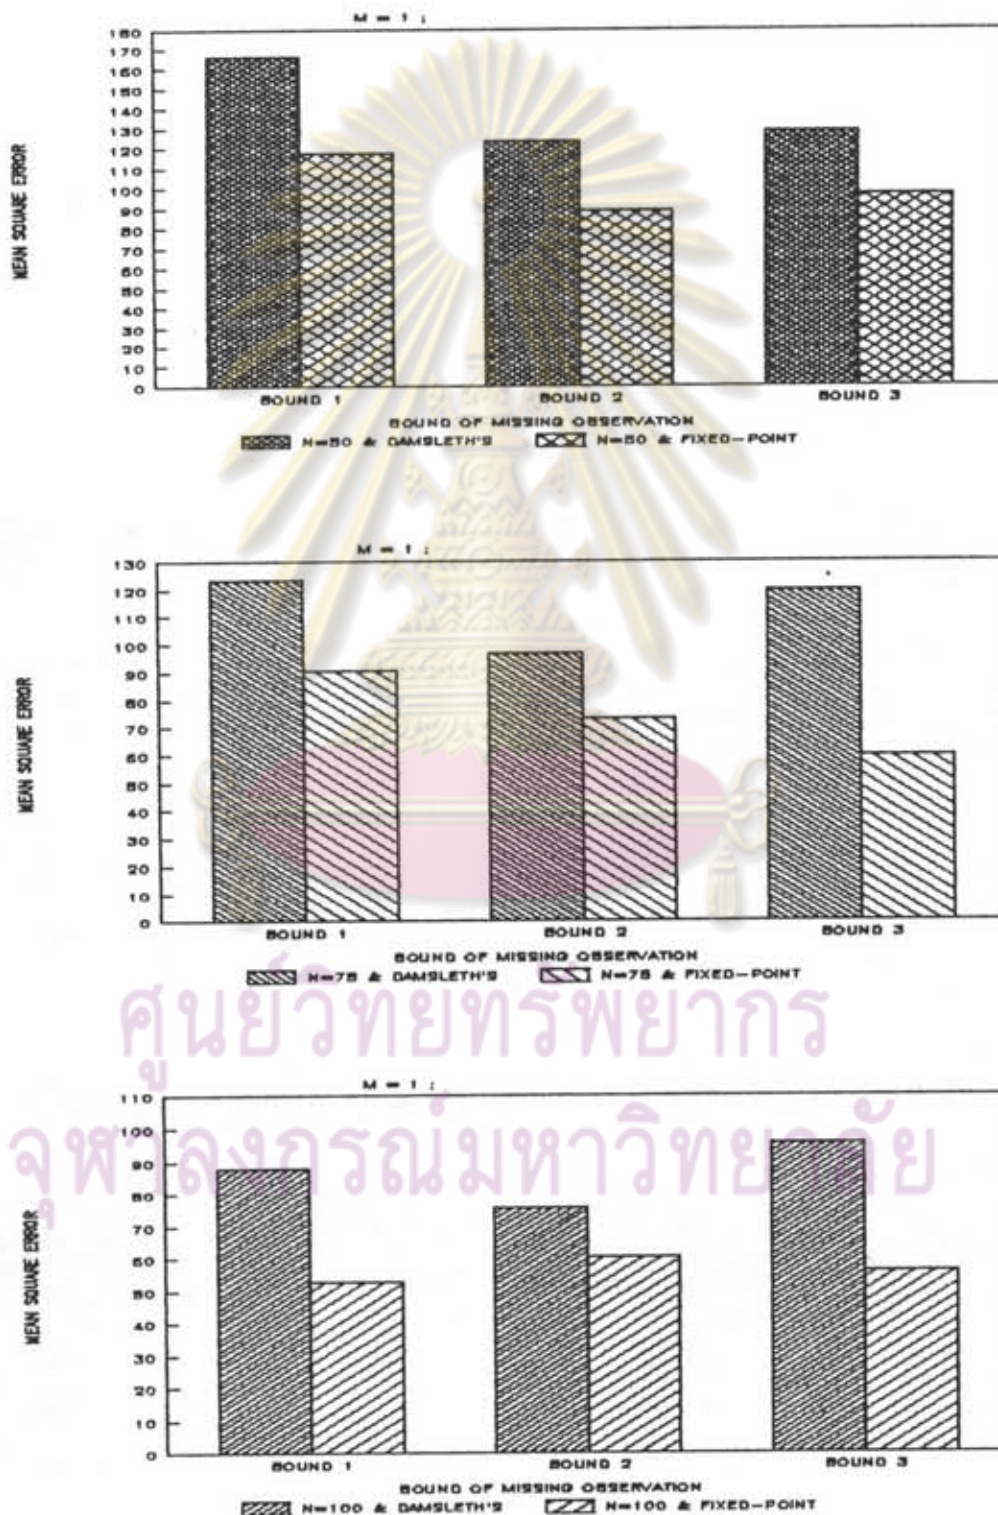 M = 1 ;
180
170
160
150
140
130
120
110
100
90
80
70
60
50
40
30
20
10
0
MEAN SQUARE ERROR
BOUND 1 BOUND 2 BOUND 3
BOUND OF MISSING OBSERVATION
N=50 & DAMSLETH'S N=50 & FIXED-POINT
M = 1 ;
130
120
110
100
90
80
70
60
50
40
30
20
10
0
MEAN SQUARE ERROR
BOUND 1 BOUND 2 BOUND 3
BOUND OF MISSING OBSERVATION
N=75 & DAMSLETH'S N=75 & FIXED-POINT
ศูนย์วิทยทรัพยากร
M = 1 ;
110
100
90
80
70
60
50
40
30
20
10
0
จุฬาลงกรณ์มหาวิทยาลัย
MEAN SQUARE ERROR
BOUND 1 BOUND 2 BOUND 3
BOUND OF MISSING OBSERVATION
N=100 & DAMSLETH'S N=100 & FIXED-POINT